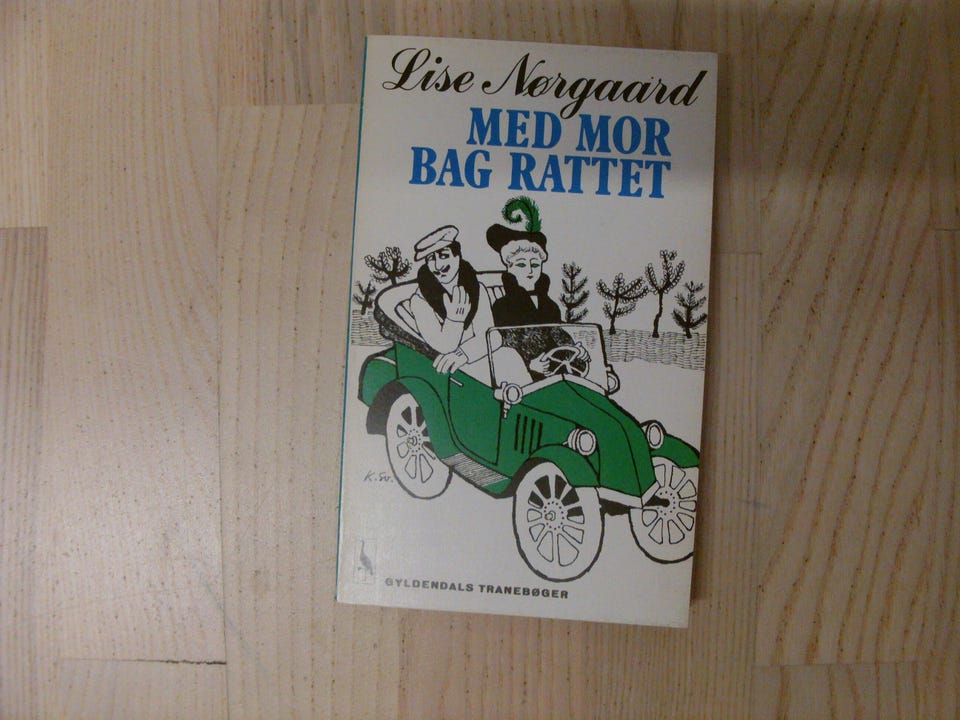 Lise Nørgaard
MED MOR
BAG RATTET
K.Sv.
GYLDENDALS TRANEBØGER